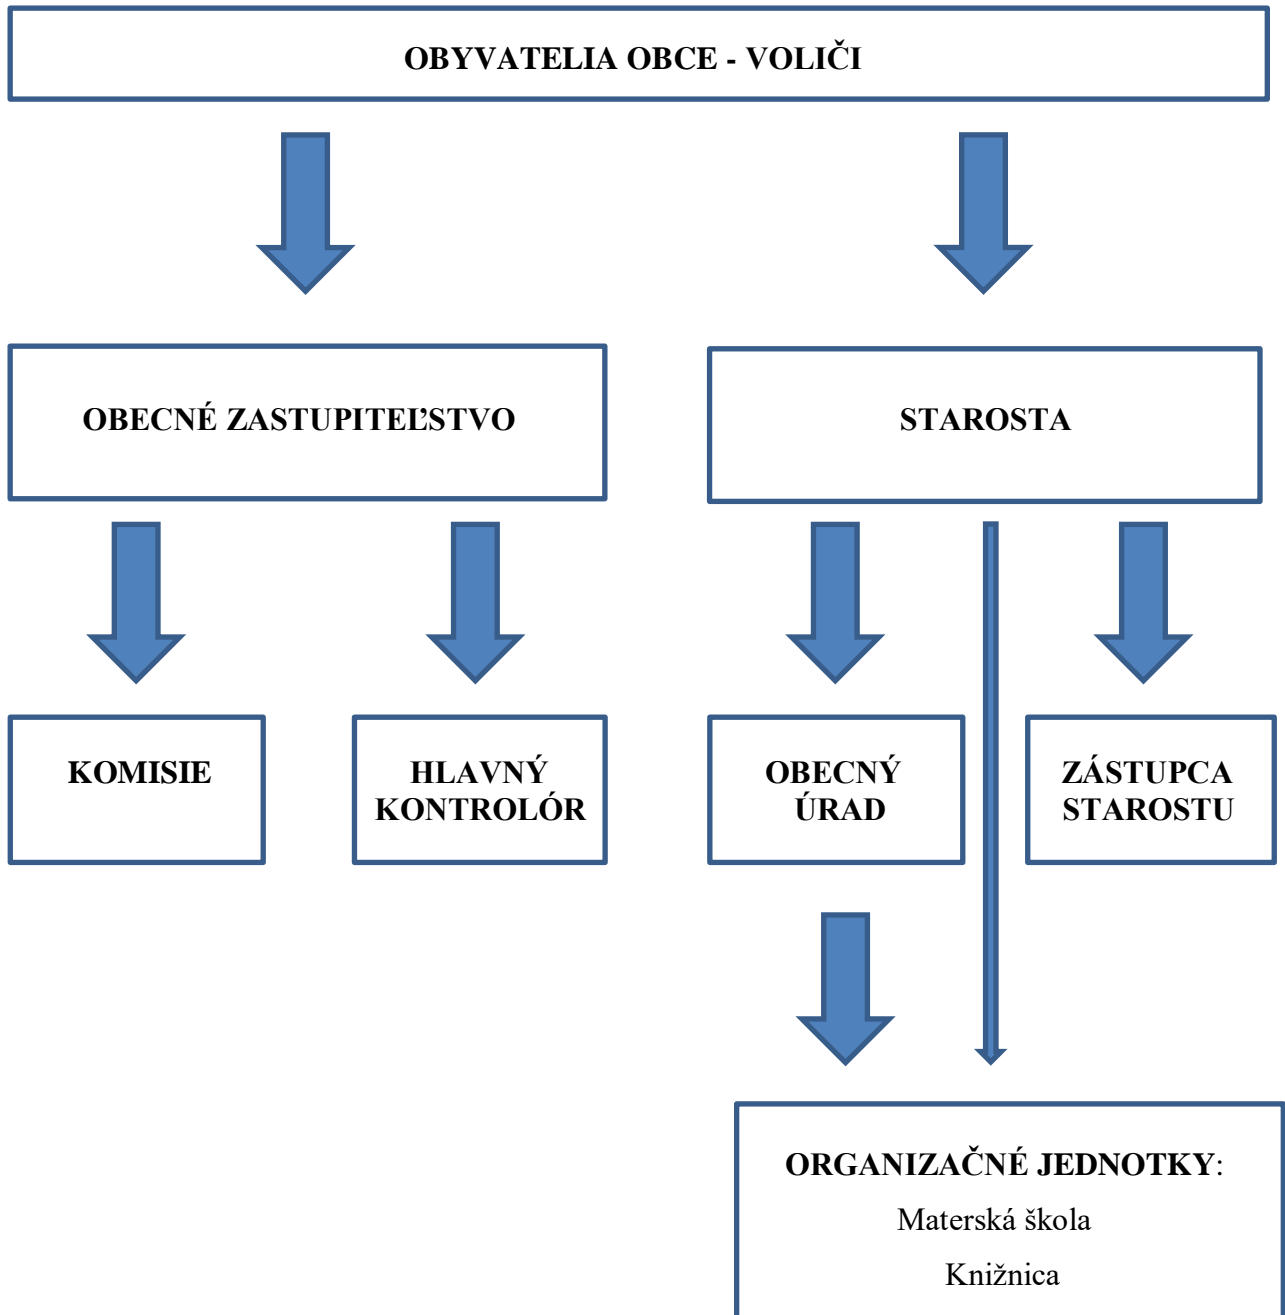 OBYVATELIA OBCE - VOLIČI
OBECNÉ ZASTUPITEĽSTVO
STAROSTA
KOMISIE
HLAVNÝ
KONTROLÓR
OBECNÝ
ÚRAD
ZÁSTUPCA
STAROSTU
ORGANIZAČNÉ JEDNOTKY:
Materská škola
Knižnica